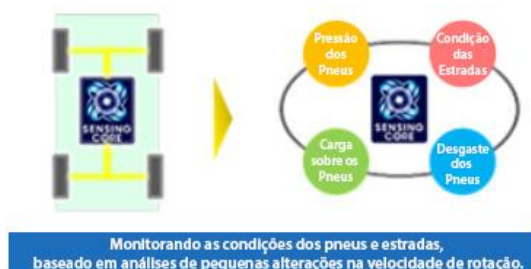 SENSING
CORE
Pressão
dos
Pneus
Condição
das
Estradas
SENSING
CORE
Carga
sobre os
Pneus
Desgaste
dos
Pneus
Monitorando as condições dos pneus e estradas,
baseado em análises de pequenas alterações na velocidade de rotação.